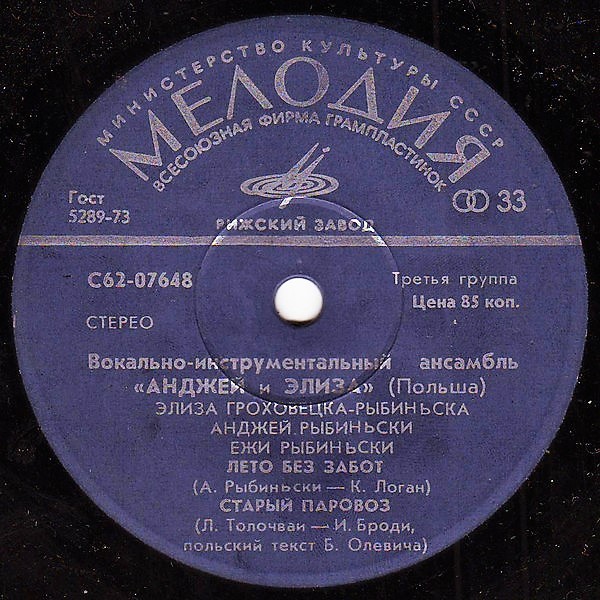 МИНИСТЕРСТВО КУЛЬТУРЫ СССР
МЕЛОДИЯ
ВСЕСОЮЗНАЯ ФИРМА ГРАМПЛАСТИНОК
Гост
5289-73
33
РИЖСКИЙ ЗАВОД
С62-07648
Третья группа
Цена 85 коп.
СТЕРЕО
Вокально-инструментальный ансамбль
«АНДЖЕЙ и ЭЛИЗА» (Польша)
ЭЛИЗА ГРОХОВЕЦКА-РЫБИНЬСКА
АНДЖЕЙ РЫБИНЬСКИ
ЕЖИ РЫБИНЬСКИ
ЛЕТО БЕЗ ЗАБОТ
(А. Рыбиньски — К. Логан)
СТАРЫЙ ПАРОВОЗ
(Л. Толочваи — И. Броди,
польский текст Б. Олевича)